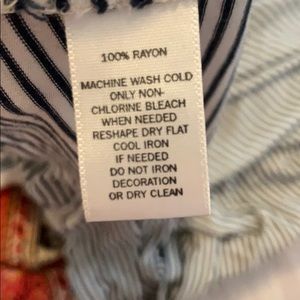 100% RAYON
MACHINE WASH COLD
ONLY NON-
CHLORINE BLEACH
WHEN NEEDED
RESHAPE DRY FLAT
COOL IRON
IF NEEDED
DO NOT IRON
DECORATION
OR DRY CLEAN